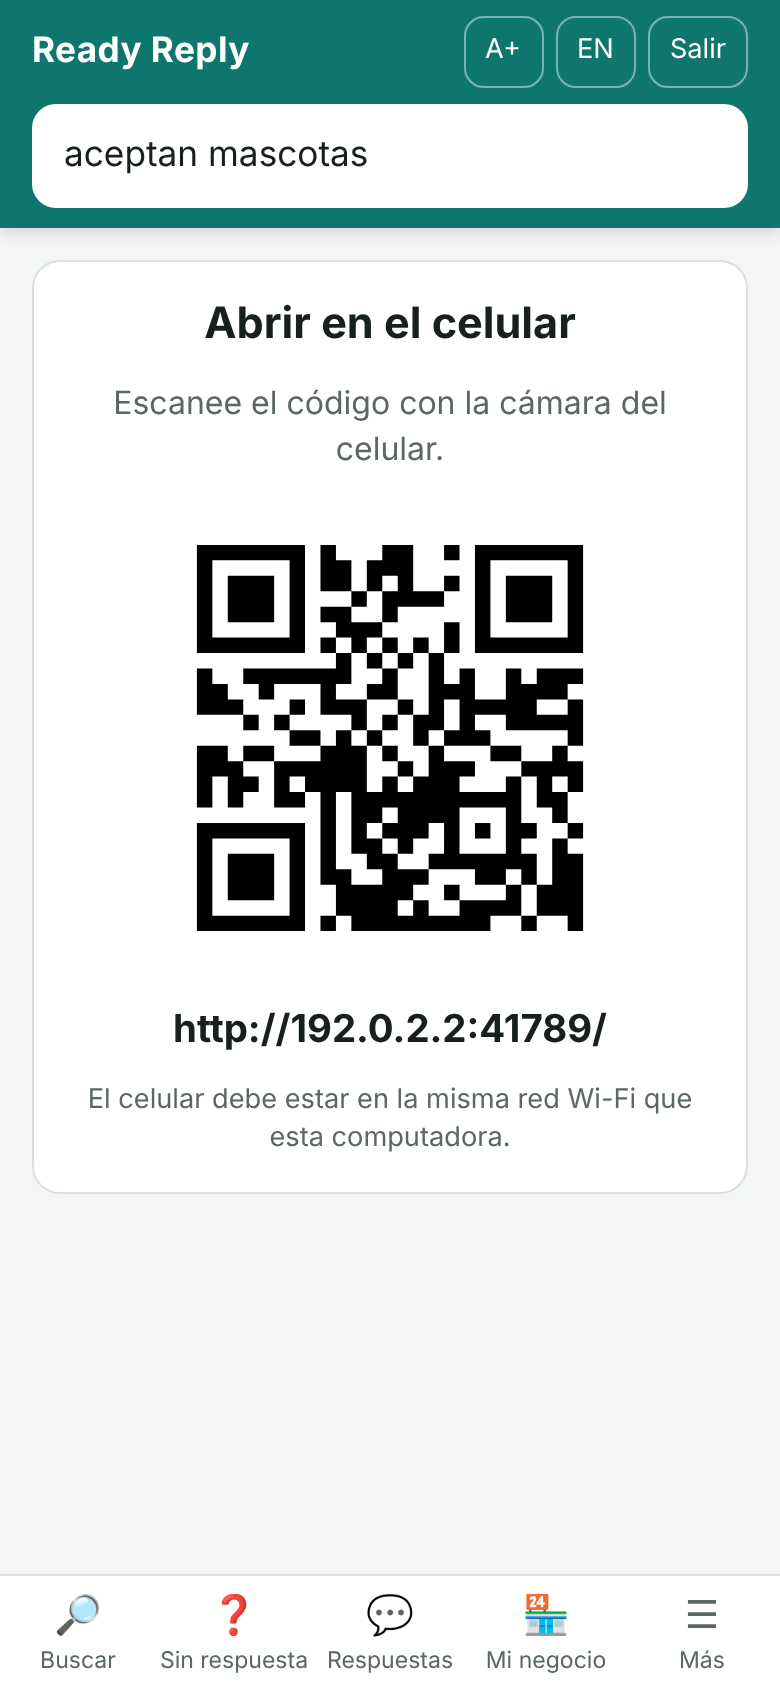 Ready Reply
A+
EN
Salir
aceptan mascotas
Abrir en el celular
Escanee el código con la cámara del
celular.
http://192.0.2.2:41789/
El celular debe estar en la misma red Wi-Fi que
esta computadora.
24
Buscar
Sin respuesta
Respuestas
Mi negocio
Más